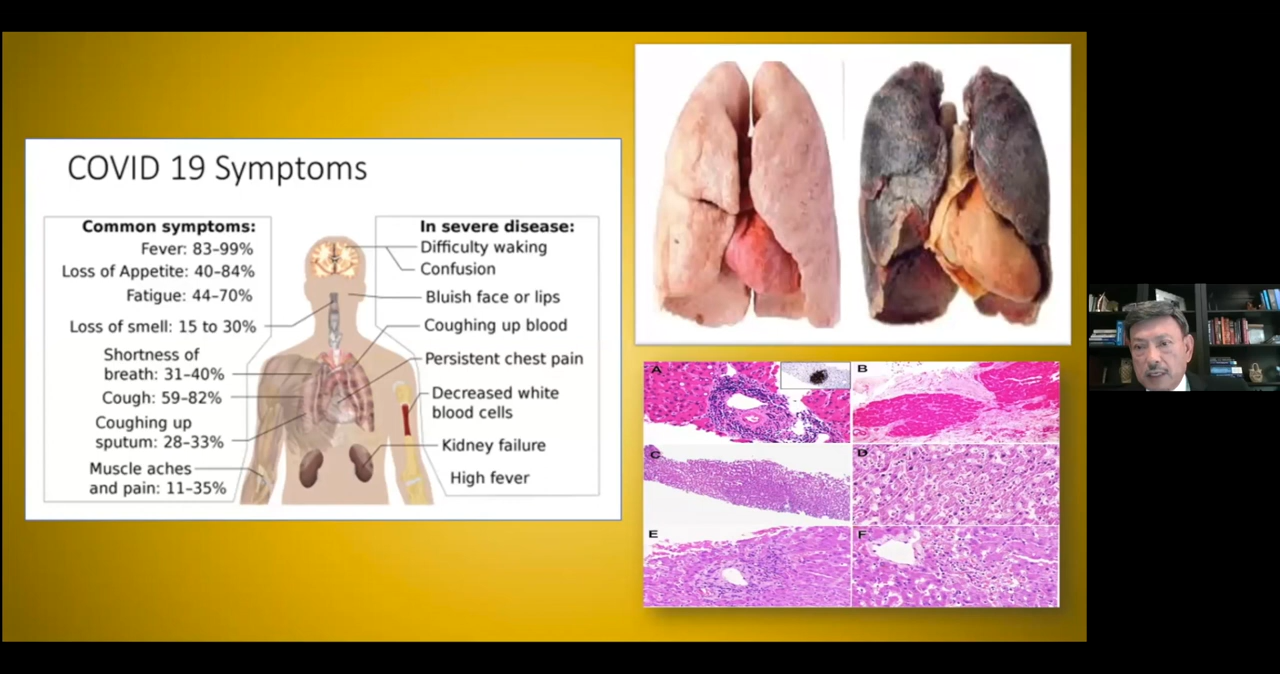 COVID 19 Symptoms
Common symptoms:
Fever: 83–99%
Loss of Appetite: 40–84%
Fatigue: 44–70%
Loss of smell: 15 to 30%
Shortness of
breath: 31–40%
Cough: 59–82%
Coughing up
sputum: 28–33%
Muscle aches
and pain: 11–35%
In severe disease:
Difficulty waking
Confusion
Bluish face or lips
Coughing up blood
Persistent chest pain
Decreased white
blood cells
Kidney failure
High fever
A
B
C
D
E
F